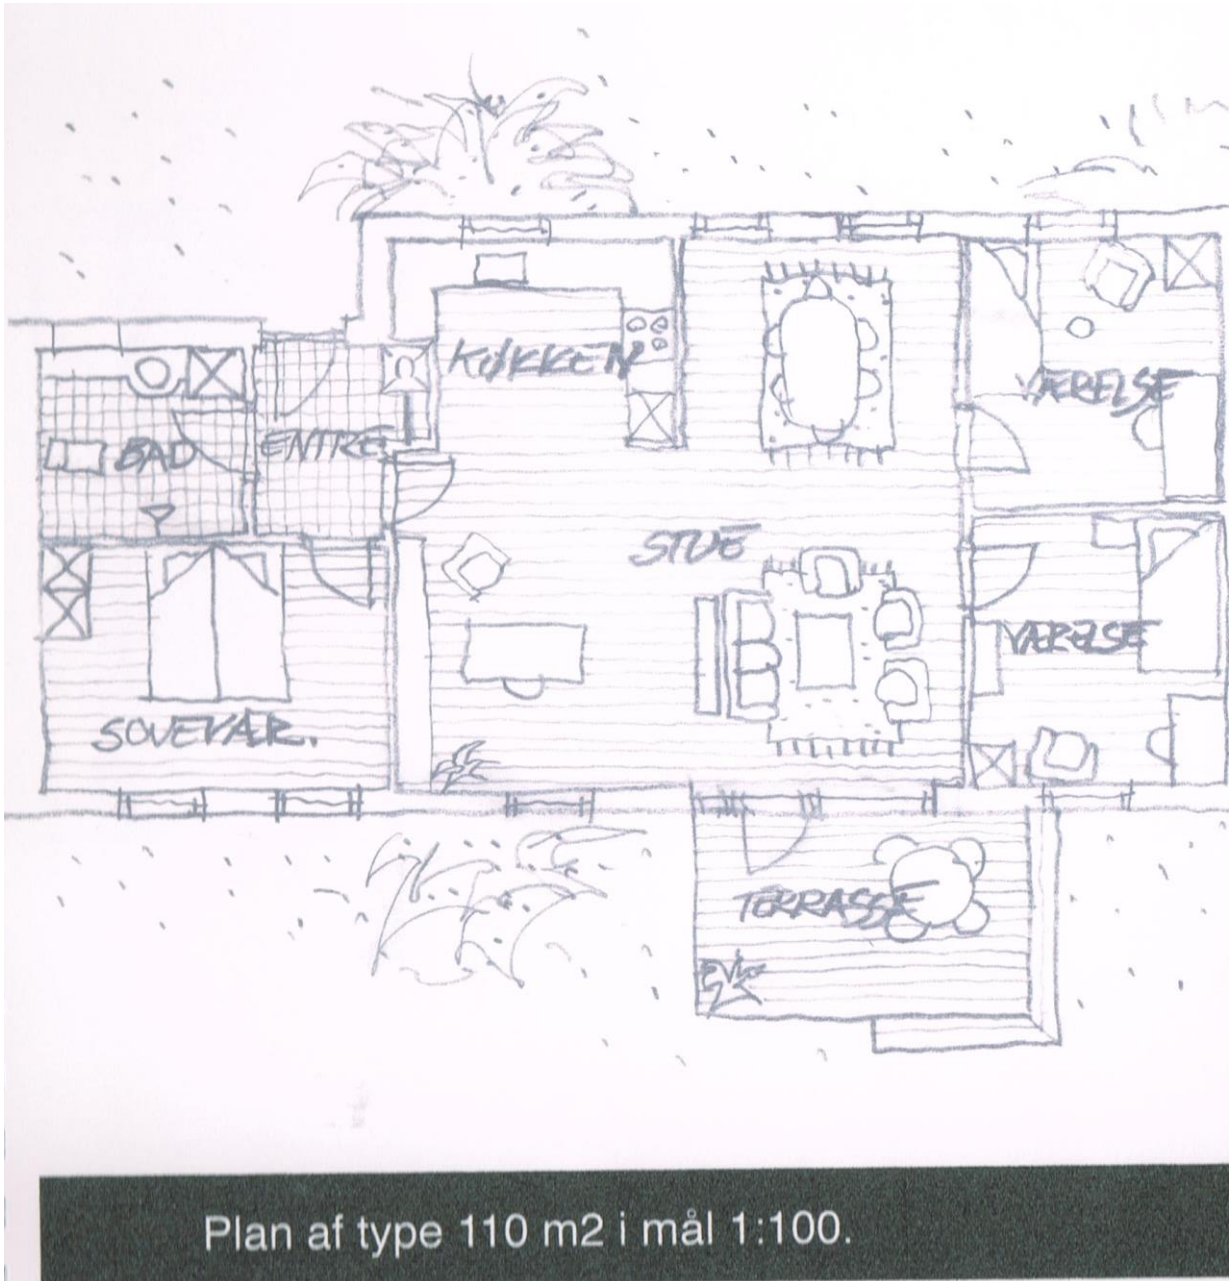 KØKKEN
VÆRELSE
BAD
ENTRE
STUE
VÆRELSE
SOVEVÆR.
TERRASSE
Plan af type 110 m2 i mål 1:100.